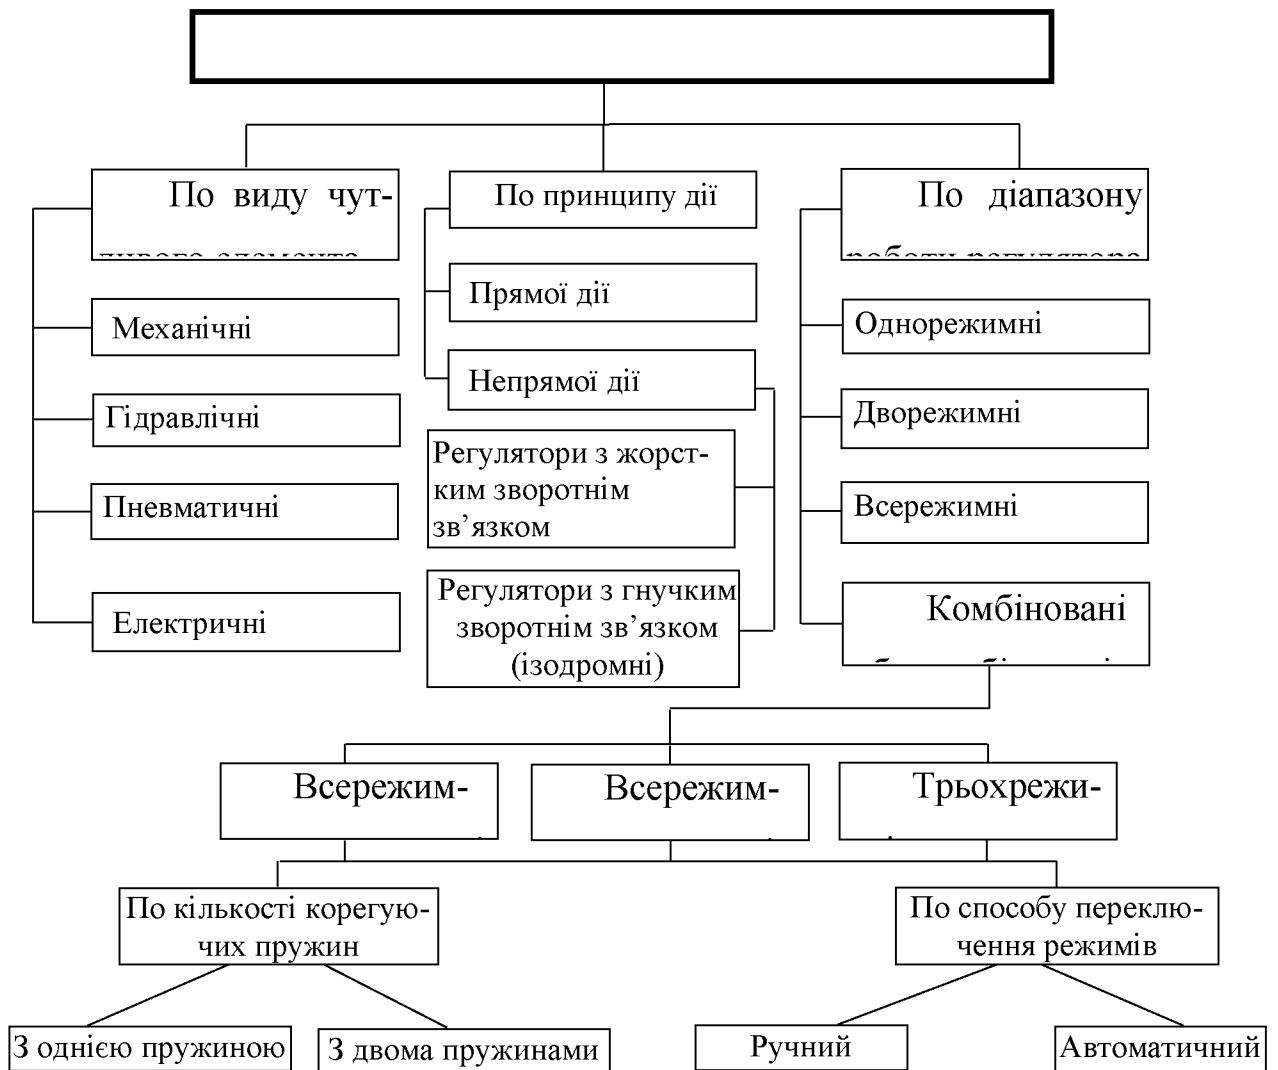 По виду чут-
По принципу дії
По діапазону
Механічні
Гідравлічні
Пневматичні
Електричні
Прямої дії
Непрямої дії
Регулятори з жорст-
ким зворотнім
зв’язком
Регулятори з гнучким
зворотнім зв’язком
(ізодромні)
Однорежимні
Дворежимні
Всережимні
Комбіновані
Всережим-
Всережим-
Трьохрежи-
По кількості корегую-
чих пружин
По способу переклю-
чення режимів
З однією пружиною
З двома пружинами
Ручний
Автоматичний